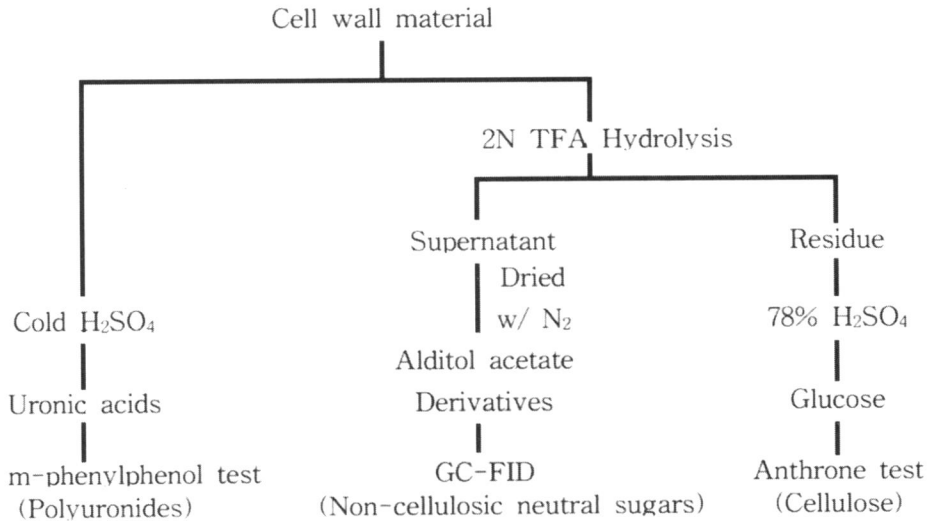 Cell wall material
2N TFA Hydrolysis
Supernatant
Residue
Dried
w/ N₂
Cold H₂SO₄
78% H₂SO₄
Alditol acetate
Derivatives
Uronic acids
Glucose
m-phenylphenol test
(Polyuronides)
GC-FID
(Non-cellulosic neutral sugars)
Anthrone test
(Cellulose)